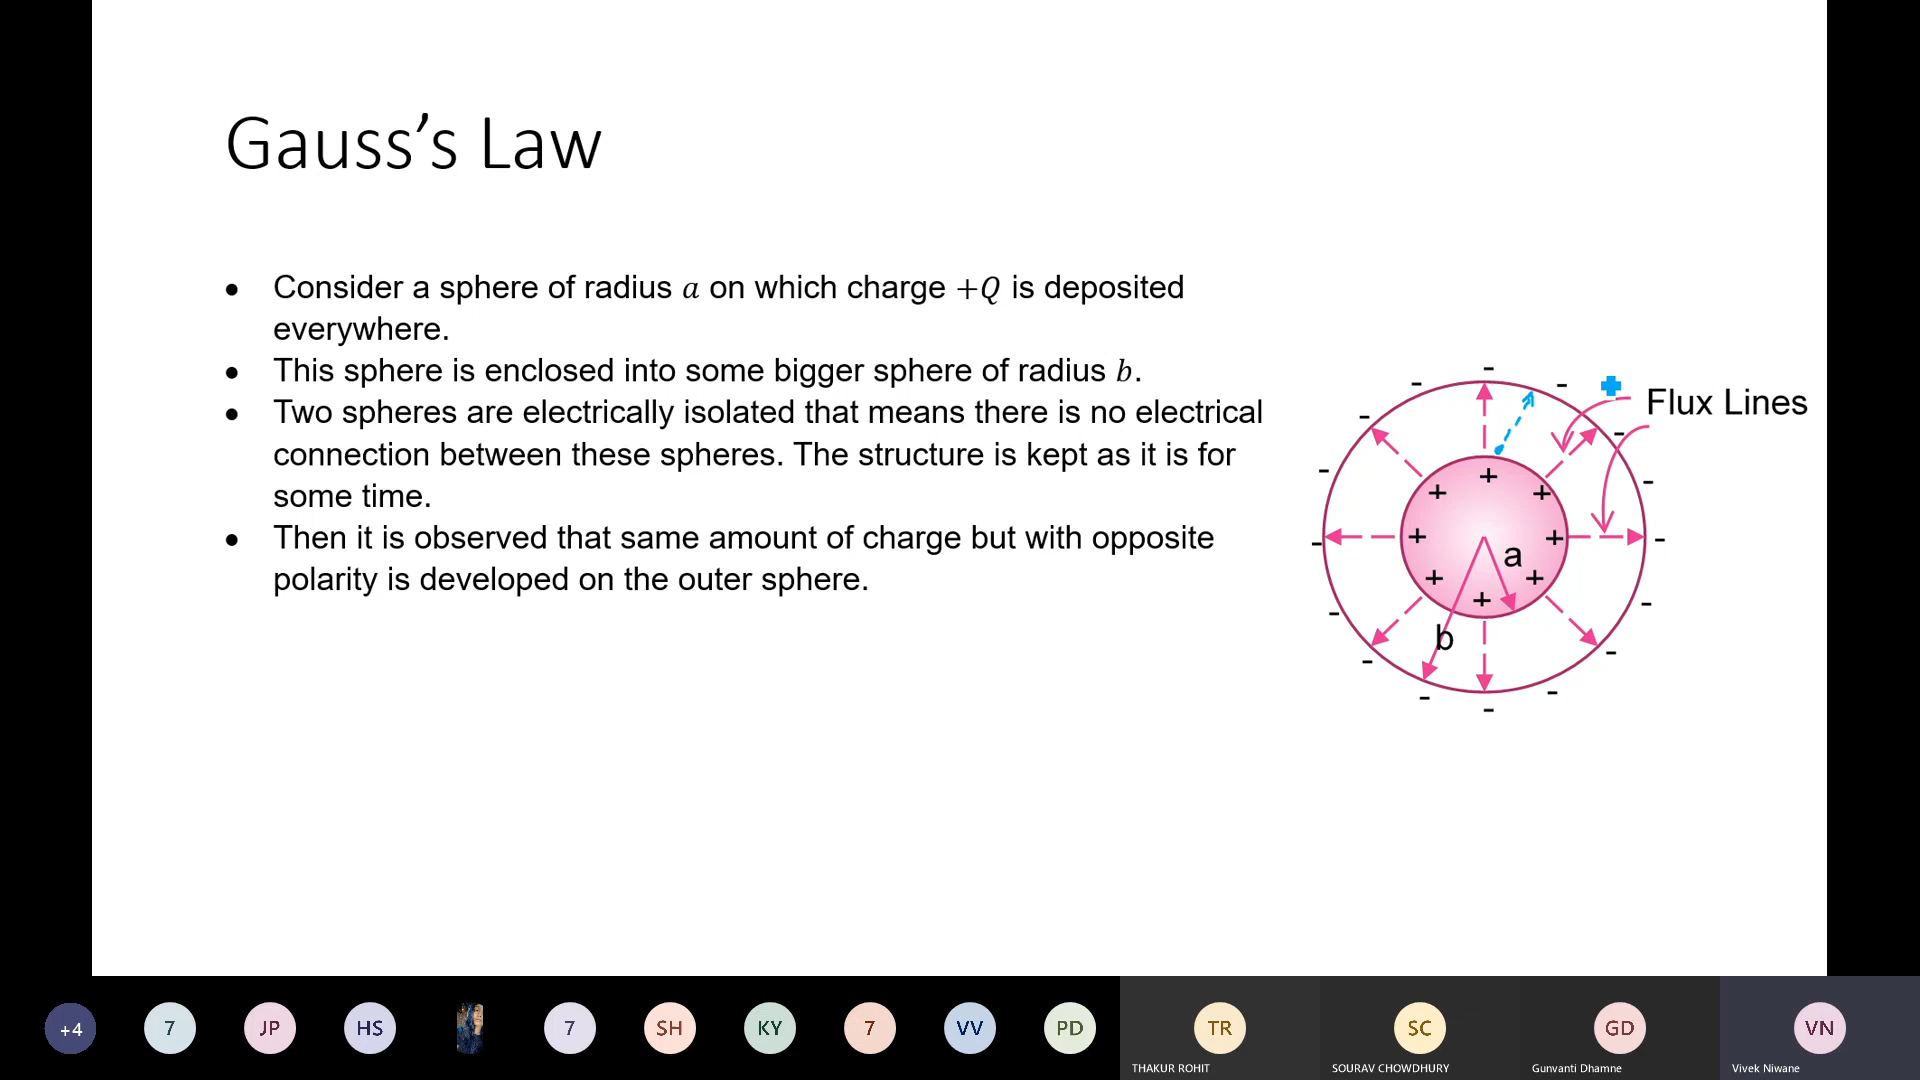 Gauss’s Law
• Consider a sphere of radius a on which charge +Q is deposited
everywhere.
• This sphere is enclosed into some bigger sphere of radius b.
• Two spheres are electrically isolated that means there is no electrical
connection between these spheres. The structure is kept as it is for
some time.
• Then it is observed that same amount of charge but with opposite
polarity is developed on the outer sphere.
Flux Lines
a
b
+4
7
JP
HS
7
SH
KY
7
VV
PD
TR
SC
GD
VN
THAKUR ROHIT
SOURAV CHOWDHURY
Gunvanti Dhamne
Vivek Niwane